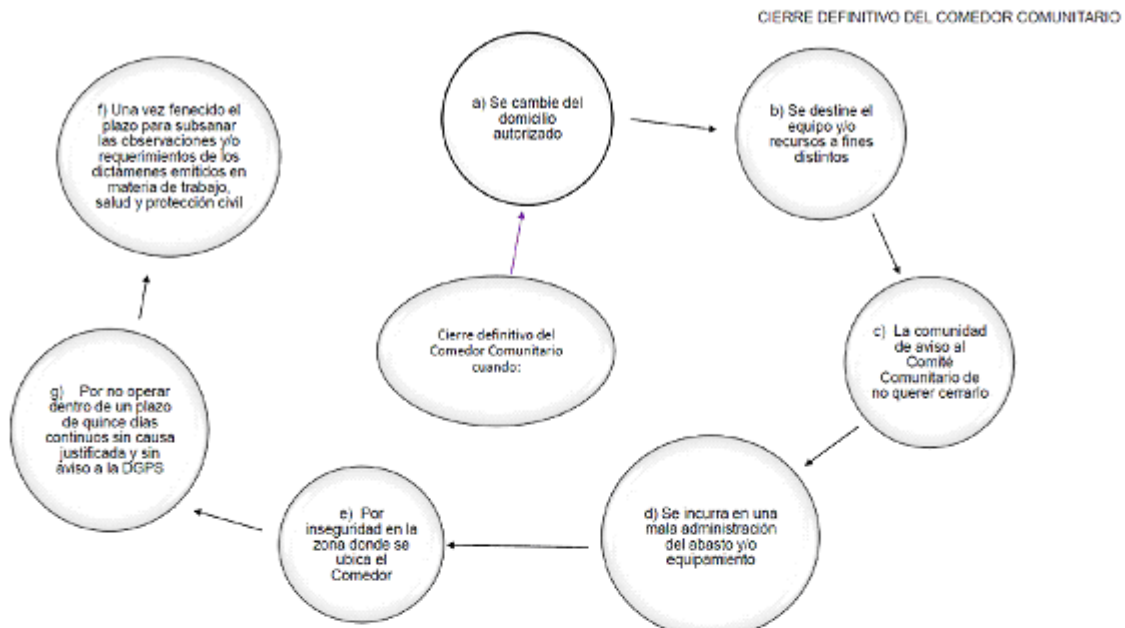 CIERRE DEFINITIVO DEL COMEDOR COMUNITARIO
Cierre definitivo del
Comedor Comunitario
cuando:
a) Se cambie del
domicilio
autorizado
b) Se destine el
equipo y/o
recursos a fines
distintos
c) La comunidad
de aviso al
Comité
Comunitario de
no querer cerrarlo
d) Se incurra en una
mala administración
del abasto y/o
equipamiento
e) Por
inseguridad en la
zona donde se
ubica el
Comedor
g) Por no operar
dentro de un plazo
de quince días
continuos sin causa
justificada y sin
aviso a la DGPS
f) Una vez fenecido el
plazo para subsanar
las observaciones y/o
requerimientos de los
dictámenes emitidos en
materia de trabajo,
salud y protección civil